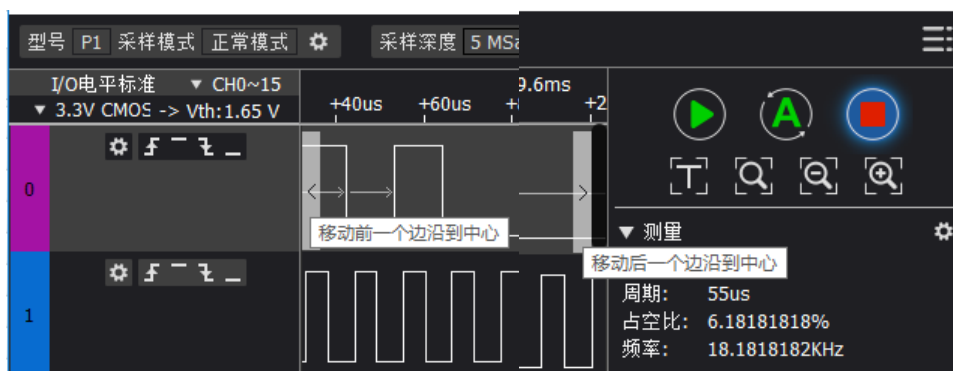 型号 P1 采样模式 正常模式 采样深度 5 MSa
I/O电平标准 ▼ CH0~15
▼ 3.3V CMOS -> Vth:1.65 V
+40us +60us +8
9.6ms
+2
0
移动前一个边沿到中心
1
T
A
▼ 测量
移动后一个边沿到中心
周期: 55us
占空比: 6.18181818%
频率: 18.1818182KHz